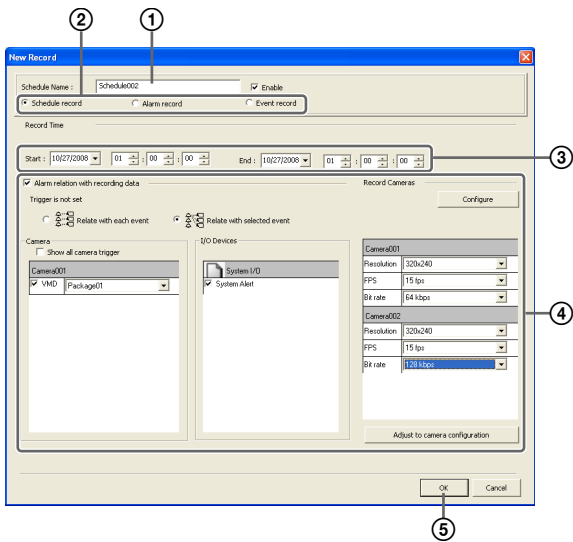 ② ①
New Record
Schedule Name : Schedule002 Enable
Schedule record Alarm record Event record
Record Time
Start : 10/27/2008 01 : 00 : 00 End : 10/27/2008 01 : 00 : 00
③
Alarm relation with recording data Record Cameras
Trigger is not set Configure
Relate with each event Relate with selected event
Camera I/O Devices
Show all camera trigger
Camera001
VMD Package01
System I/O
System Alert
Camera001
Resolution 320x240
FPS 15 fps
Bit rate 64 kbps
Camera002
Resolution 320x240
FPS 15 fps
Bit rate 128 kbps
④
Adjust to camera configuration
OK Cancel
⑤